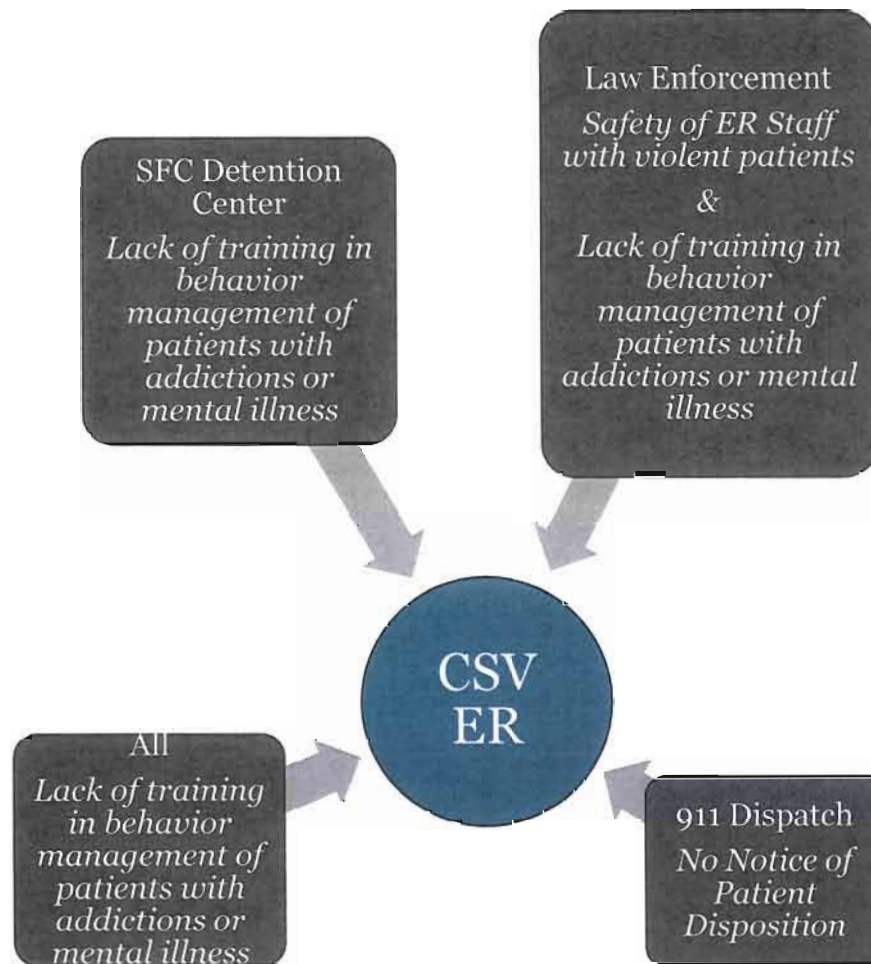 SFC Detention
Center
Lack of training in
behavior
management of
patients with
addictions or
mental illness
Law Enforcement
Safety of ER Staff
with violent patients
&
Lack of training in
behavior
management of
patients with
addictions or mental
illness
CSV
ER
All
Lack of training
in behavior
management of
patients with
addictions or
mental illness
911 Dispatch
No Notice of
Patient
Disposition